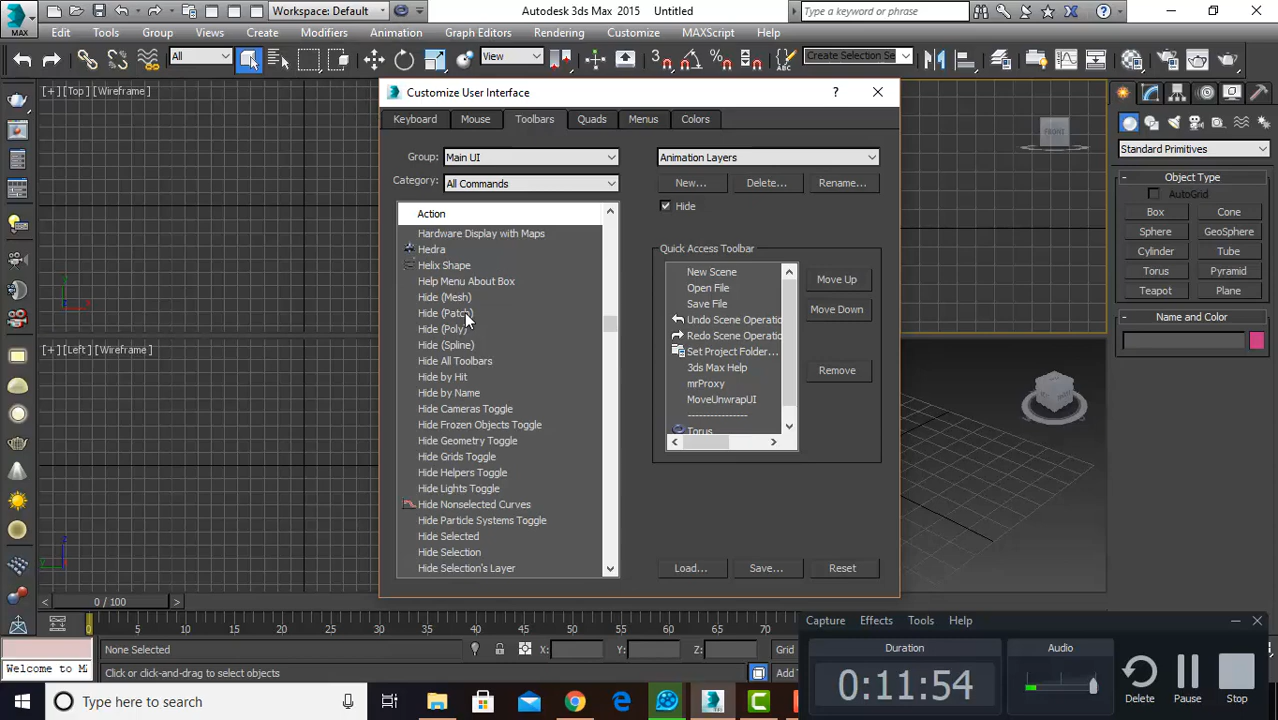 MAX
Workspace: Default
Autodesk 3ds Max 2015 Untitled
Type a keyword or phrase
Edit Tools Group Views Create Modifiers Animation Graph Editors Rendering Customize MAXScript Help
All
View
Create Selection Se
[+] [Top] [Wireframe]
[+] [Left] [Wireframe]
FRONT
Customize User Interface
?
Keyboard Mouse Toolbars Quads Menus Colors
Group: Main UI
Category: All Commands
Action
Hardware Display with Maps
Hedra
Helix Shape
Help Menu About Box
Hide (Mesh)
Hide (Patch)
Hide (Poly)
Hide (Spline)
Hide All Toolbars
Hide by Hit
Hide by Name
Hide Cameras Toggle
Hide Frozen Objects Toggle
Hide Geometry Toggle
Hide Grids Toggle
Hide Helpers Toggle
Hide Lights Toggle
Hide Nonselected Curves
Hide Particle Systems Toggle
Hide Selected
Hide Selection
Hide Selection's Layer
Animation Layers
New... Delete... Rename...
Hide
Quick Access Toolbar
New Scene
Open File
Save File
Undo Scene Operatio
Redo Scene Operatio
Set Project Folder...
3ds Max Help
mrProxy
MoveUnwrapUI
----------------
Torus
Move Up
Move Down
Remove
Load... Save... Reset
Standard Primitives
- Object Type
AutoGrid
Box Cone
Sphere GeoSphere
Cylinder Tube
Torus Pyramid
Teapot Plane
- Name and Color
< 0 / 100 >
0 5 10 15 20 25 30 35 40 45 50 55 60 65 70
None Selected
X: Y: Z: Grid
Welcome to M
Click or click-and-drag to select objects
Add T
Capture Effects Tools Help
Duration
0:11:54
Audio
Delete Pause Stop
Type here to search